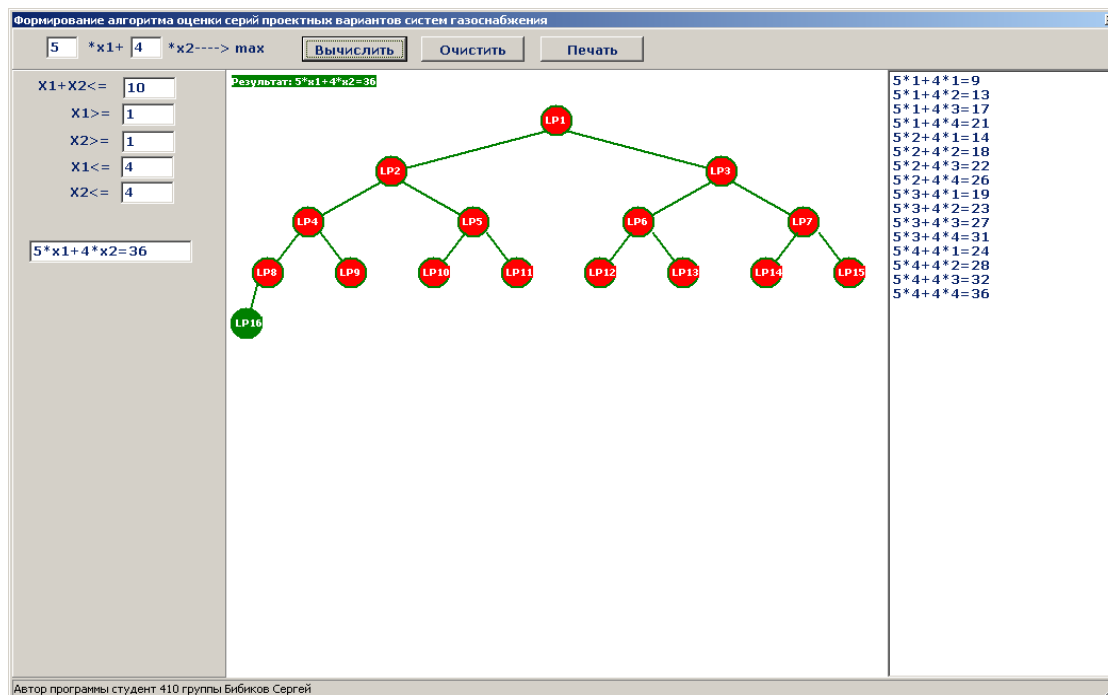 Формирование алгоритма оценки серий проектных вариантов систем газоснабжения
5 *x1+ 4 *x2----> max Вычислить Очистить Печать
X1+X2<= 10
X1>= 1
X2>= 1
X1<= 4
X2<= 4
5*x1+4*x2=36
Результат: 5*x1+4*x2=36
LP1
LP2 LP3
LP4 LP5 LP6 LP7
LP8 LP9 LP10 LP11 LP12 LP13 LP14 LP15
LP16
5*1+4*1=9
5*1+4*2=13
5*1+4*3=17
5*1+4*4=21
5*2+4*1=14
5*2+4*2=18
5*2+4*3=22
5*2+4*4=26
5*3+4*1=19
5*3+4*2=23
5*3+4*3=27
5*3+4*4=31
5*4+4*1=24
5*4+4*2=28
5*4+4*3=32
5*4+4*4=36
Автор программы студент 410 группы Бибиков Сергей